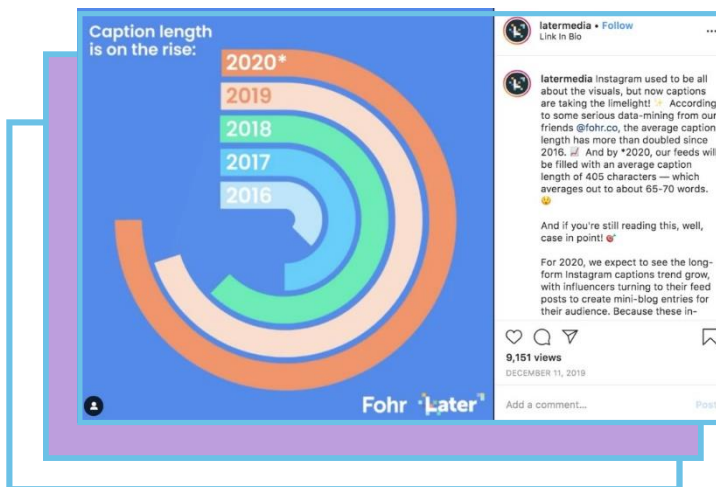 Caption length
is on the rise:
2020*
2019
2018
2017
2016
Fohr Later
latermedia • Follow
Link In Bio
latermedia Instagram used to be all
about the visuals, but now captions
are taking the limelight! ✨ According
to some serious data-mining from our
friends @fohr.co, the average caption
length has more than doubled since
2016. 📈 And by *2020, our feeds will
be filled with an average caption
length of 405 characters — which
averages out to about 65-70 words.
😲
And if you're still reading this, well,
case in point! 🎯
For 2020, we expect to see the long-
form Instagram captions trend grow,
with influencers turning to their feed
posts to create mini-blog entries for
their audience. Because these in-
9,151 views
DECEMBER 11, 2019
Add a comment...
Post